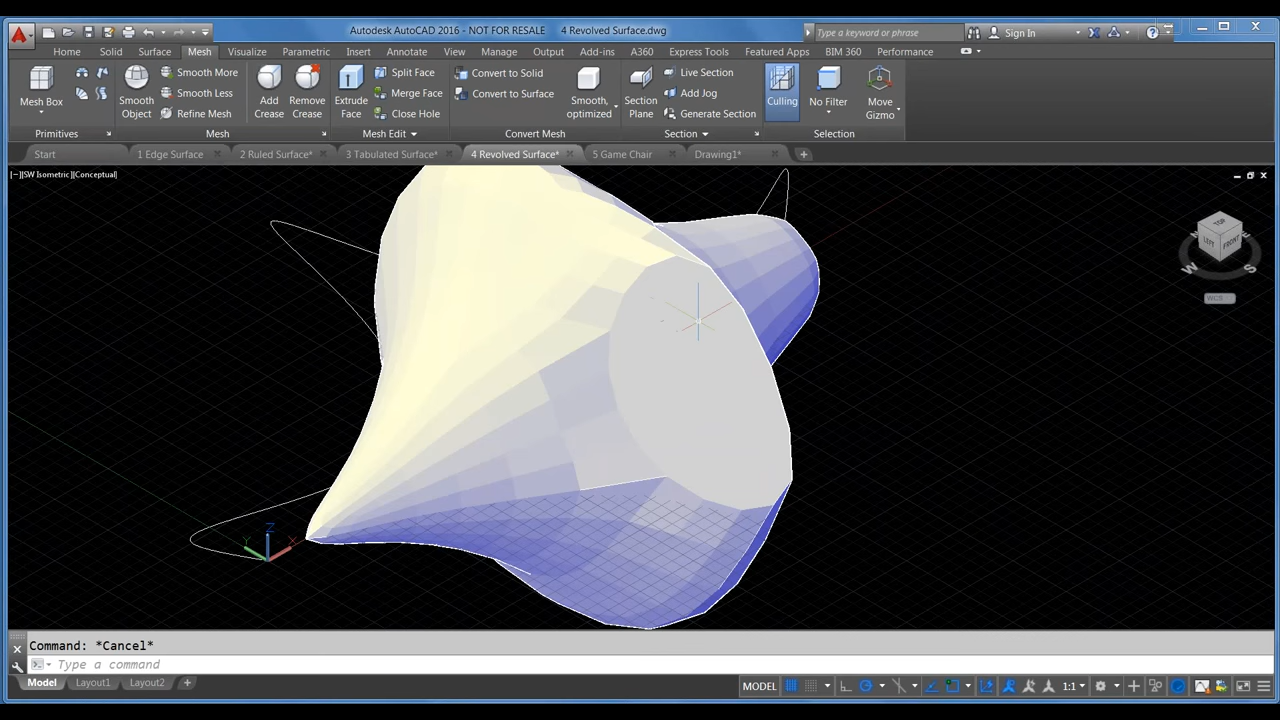 Autodesk AutoCAD 2016 - NOT FOR RESALE 4 Revolved Surface.dwg
Type a keyword or phrase
Sign In
Home Solid Surface Mesh Visualize Parametric Insert Annotate View Manage Output Add-ins A360 Express Tools Featured Apps BIM 360 Performance
Mesh Box
Smooth Object
Smooth More
Smooth Less
Refine Mesh
Add Crease
Remove Crease
Extrude Face
Split Face
Merge Face
Close Hole
Convert to Solid
Convert to Surface
Smooth, optimized
Section Plane
Live Section
Add Jog
Generate Section
Culling
No Filter
Move Gizmo
Primitives Mesh Mesh Edit Convert Mesh Section Selection
Start 1 Edge Surface 2 Ruled Surface* 3 Tabulated Surface* 4 Revolved Surface* 5 Game Chair Drawing1*
[−][SW Isometric][Conceptual]
TOP
LEFT FRONT
W S
WCS
Z
Y X
Command: *Cancel*
Type a command
Model Layout1 Layout2 +
MODEL 1:1